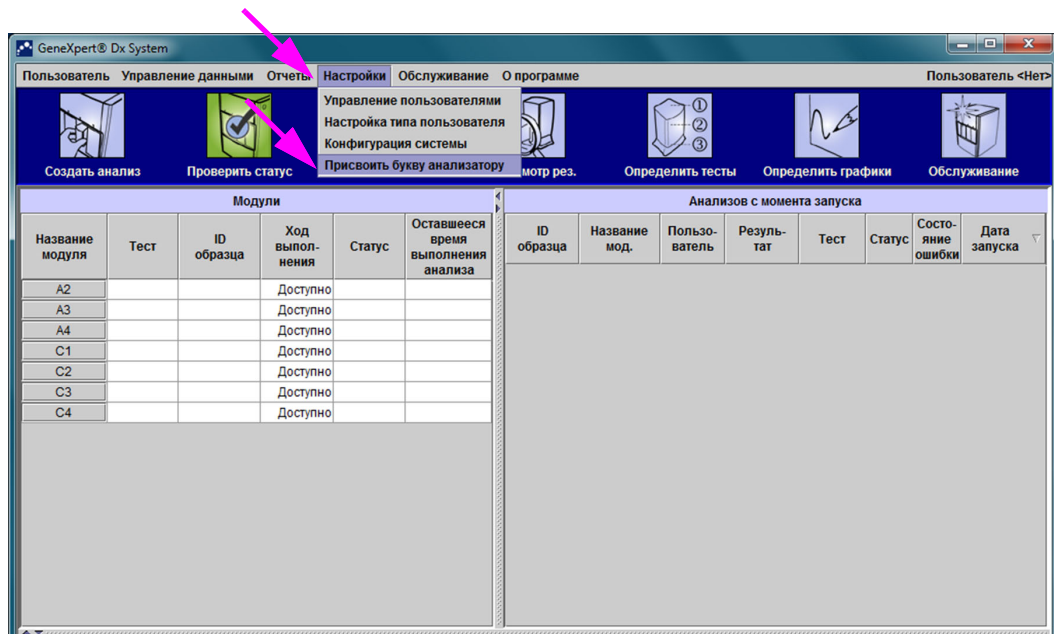 GeneXpert® Dx System
Пользователь Управление данными Отчеты Настройки Обслуживание О программе Пользователь <Нет>
Управление пользователями
Настройка типа пользователя
Конфигурация системы
Присвоить букву анализатору
① ② ③
Создать анализ Проверить статус мотр рез. Определить тесты Определить графики Обслуживание
Модули
Название модуля Тест ID образца Ход выпол-нения Статус Оставшееся время выполнения анализа
A2 Доступно
A3 Доступно
A4 Доступно
C1 Доступно
C2 Доступно
C3 Доступно
C4 Доступно
Анализов с момента запуска
ID образца Название мод. Пользо-ватель Резуль-тат Тест Статус Состо-яние ошибки Дата запуска